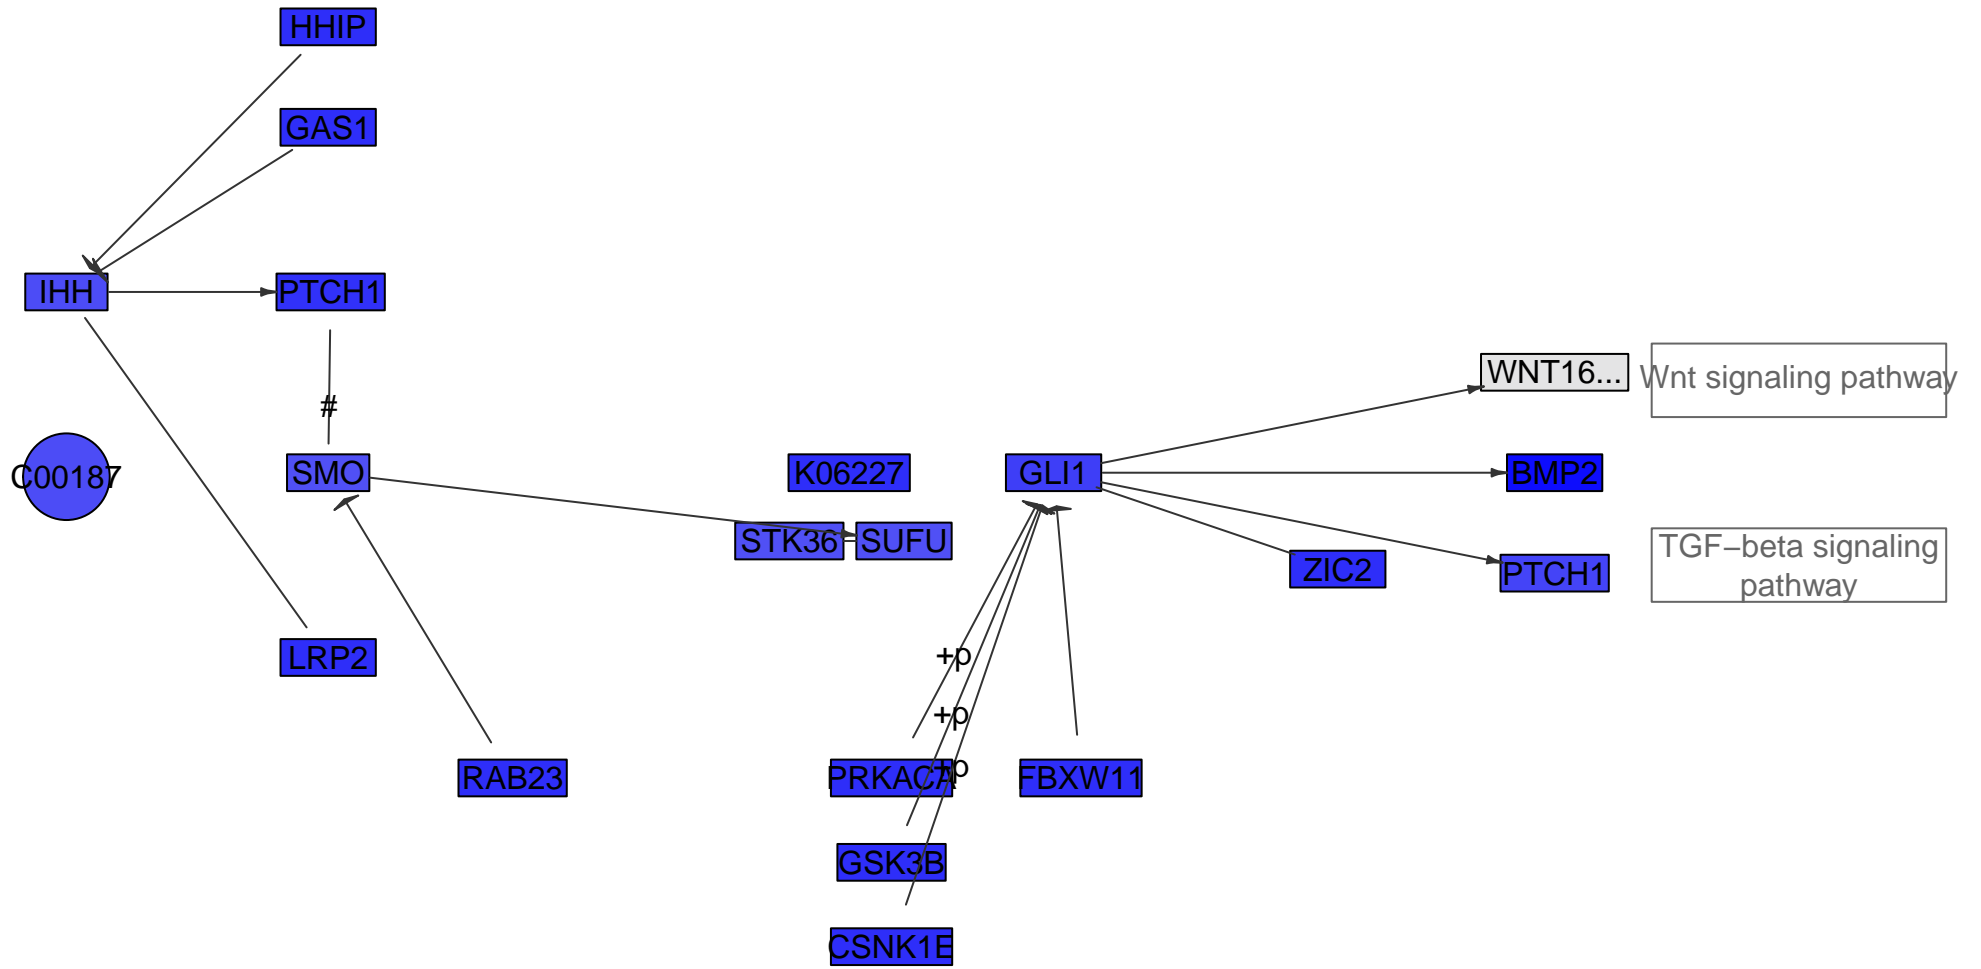 HHIP
GAS1
IHH
PTCH1
WNT16...
Wnt signaling pathway
#
C00187
SMO
K06227
GLI1
BMP2
STK36
SUFU
TGF−beta signaling
pathway
ZIC2
PTCH1
LRP2
+p
+p
+p
RAB23
PRKACA
FBXW11
GSK3B
CSNK1E